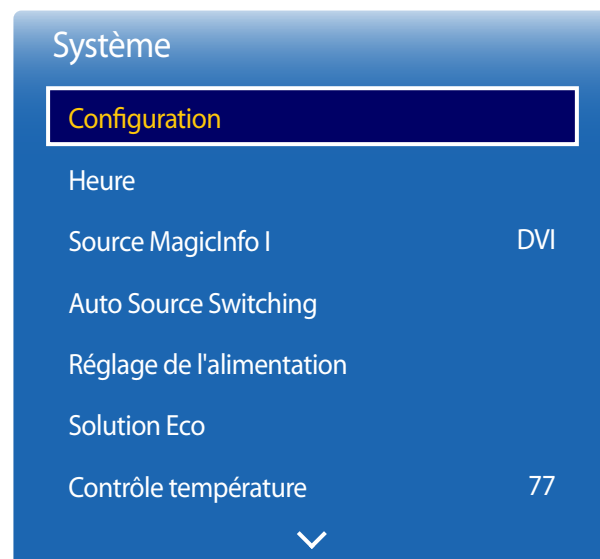 Système
Configuration
Heure
Source MagicInfo I DVI
Auto Source Switching
Réglage de l'alimentation
Solution Eco
Contrôle température 77